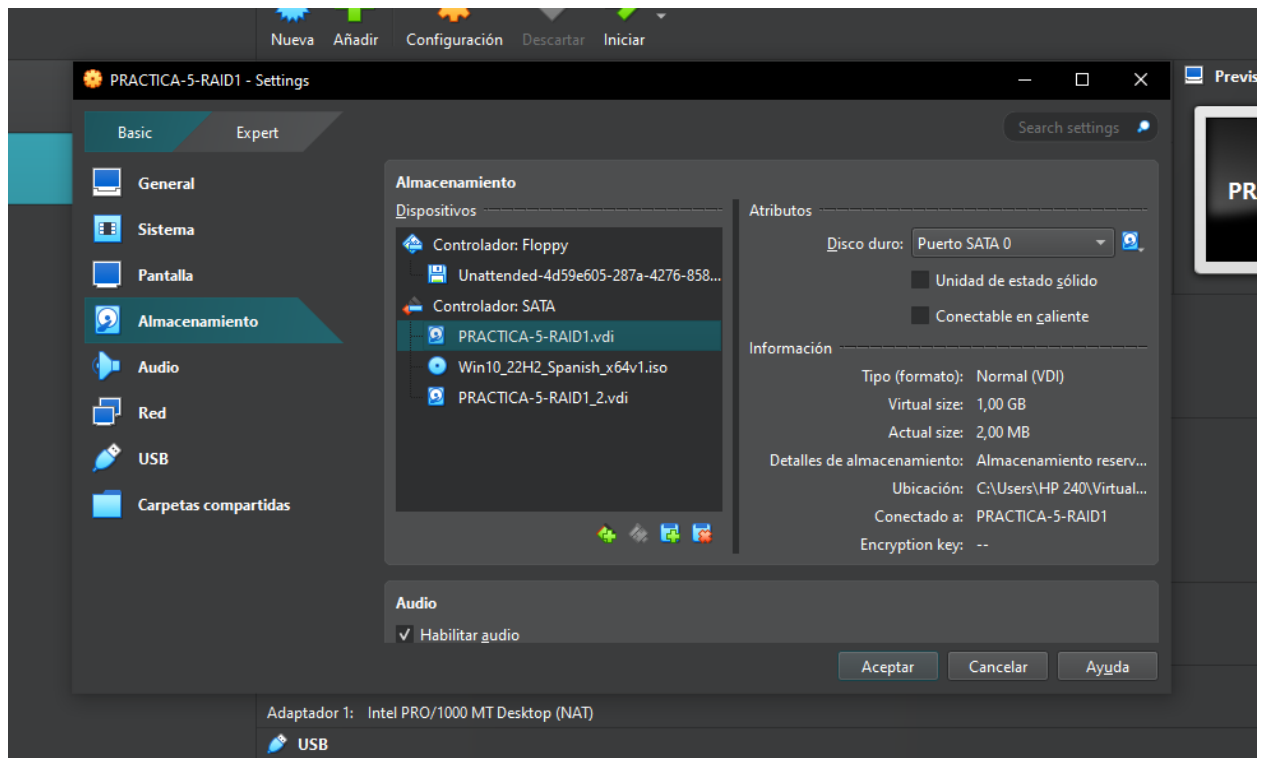 Nueva Añadir Configuración Descartar Iniciar
PRACTICA-5-RAID1 - Settings
Previs
Basic Expert
Search settings
PR
General
Sistema
Pantalla
Almacenamiento
Audio
Red
USB
Carpetas compartidas
Almacenamiento
Dispositivos
Controlador: Floppy
Unattended-4d59e605-287a-4276-858...
Controlador: SATA
PRACTICA-5-RAID1.vdi
Win10_22H2_Spanish_x64v1.iso
PRACTICA-5-RAID1_2.vdi
Atributos
Disco duro: Puerto SATA 0
Unidad de estado sólido
Conectable en caliente
Información
Tipo (formato): Normal (VDI)
Virtual size: 1,00 GB
Actual size: 2,00 MB
Detalles de almacenamiento: Almacenamiento reserv...
Ubicación: C:\Users\HP 240\Virtual...
Conectado a: PRACTICA-5-RAID1
Encryption key: --
Audio
Habilitar audio
Aceptar Cancelar Ayuda
Adaptador 1: Intel PRO/1000 MT Desktop (NAT)
USB